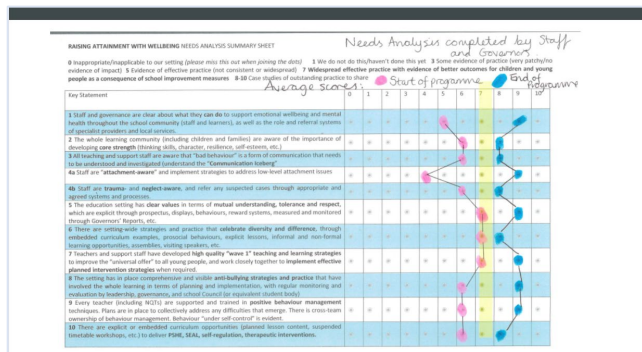 Needs Analysis completed by Staff
and Governors.
RAISING ATTAINMENT WITH WELLBEING NEEDS ANALYSIS SUMMARY SHEET
0 Inappropriate/inapplicable to our setting (please miss this out when joining the dots) 1 We do not do this/haven't done this yet 3 Some evidence of practice (very patchy/no
evidence of impact) 5 Evidence of effective practice (not consistent or widespread) 7 Widespread effective practice with evidence of better outcomes for children and young
people as a consequence of school improvement measures 8-10 Case studies of outstanding practice to share
Start of programme
End of
Programme
Average scores:
Key Statement 0 1 2 3 4 5 6 7 8 9 10
1 Staff and governance are clear about what they can do to support emotional wellbeing and mental
health throughout the school community (staff and learners), as well as the role and referral systems
of specialist providers and local services.
2 The whole learning community (including children and families) are aware of the importance of
developing core strength (thinking skills, character, resilience, self-esteem, etc.)
3 All teaching and support staff are aware that "bad behaviour" is a form of communication that needs
to be understood and investigated (understand the "Communication Iceberg"
4a Staff are "attachment-aware" and implement strategies to address low-level attachment issues
4b Staff are trauma- and neglect-aware, and refer any suspected cases through appropriate and
agreed systems and processes.
5 The education setting has clear values in terms of mutual understanding, tolerance and respect,
which are explicit through prospectus, displays, behaviours, reward systems, measured and monitored
through Governors' Reports, etc.
6 There are setting-wide strategies and practice that celebrate diversity and difference, through
embedded curriculum examples, prosocial behaviours, explicit lessons, informal and non-formal
learning opportunities, assemblies, visiting speakers, etc.
7 Teachers and support staff have developed high quality "wave 1" teaching and learning strategies
to improve the "universal offer" to all young people, and work closely together to implement effective
planned intervention strategies when required.
8 The setting has in place comprehensive and visible anti-bullying strategies and practice that have
involved the whole learning in terms of planning and implementation, with regular monitoring and
evaluation by leadership, governance, and school Council (or equivalent student body)
9 Every teacher (including NQTs) are supported and trained in positive behaviour management
techniques. Plans are in place to collectively address any difficulties that emerge. There is cross-team
ownership of behaviour management. Behaviour "under self-control" is evident.
10 There are explicit or embedded curriculum opportunities (planned lesson content, suspended
timetable workshops, etc.) to deliver PSHE, SEAL, self-regulation, therapeutic interventions.